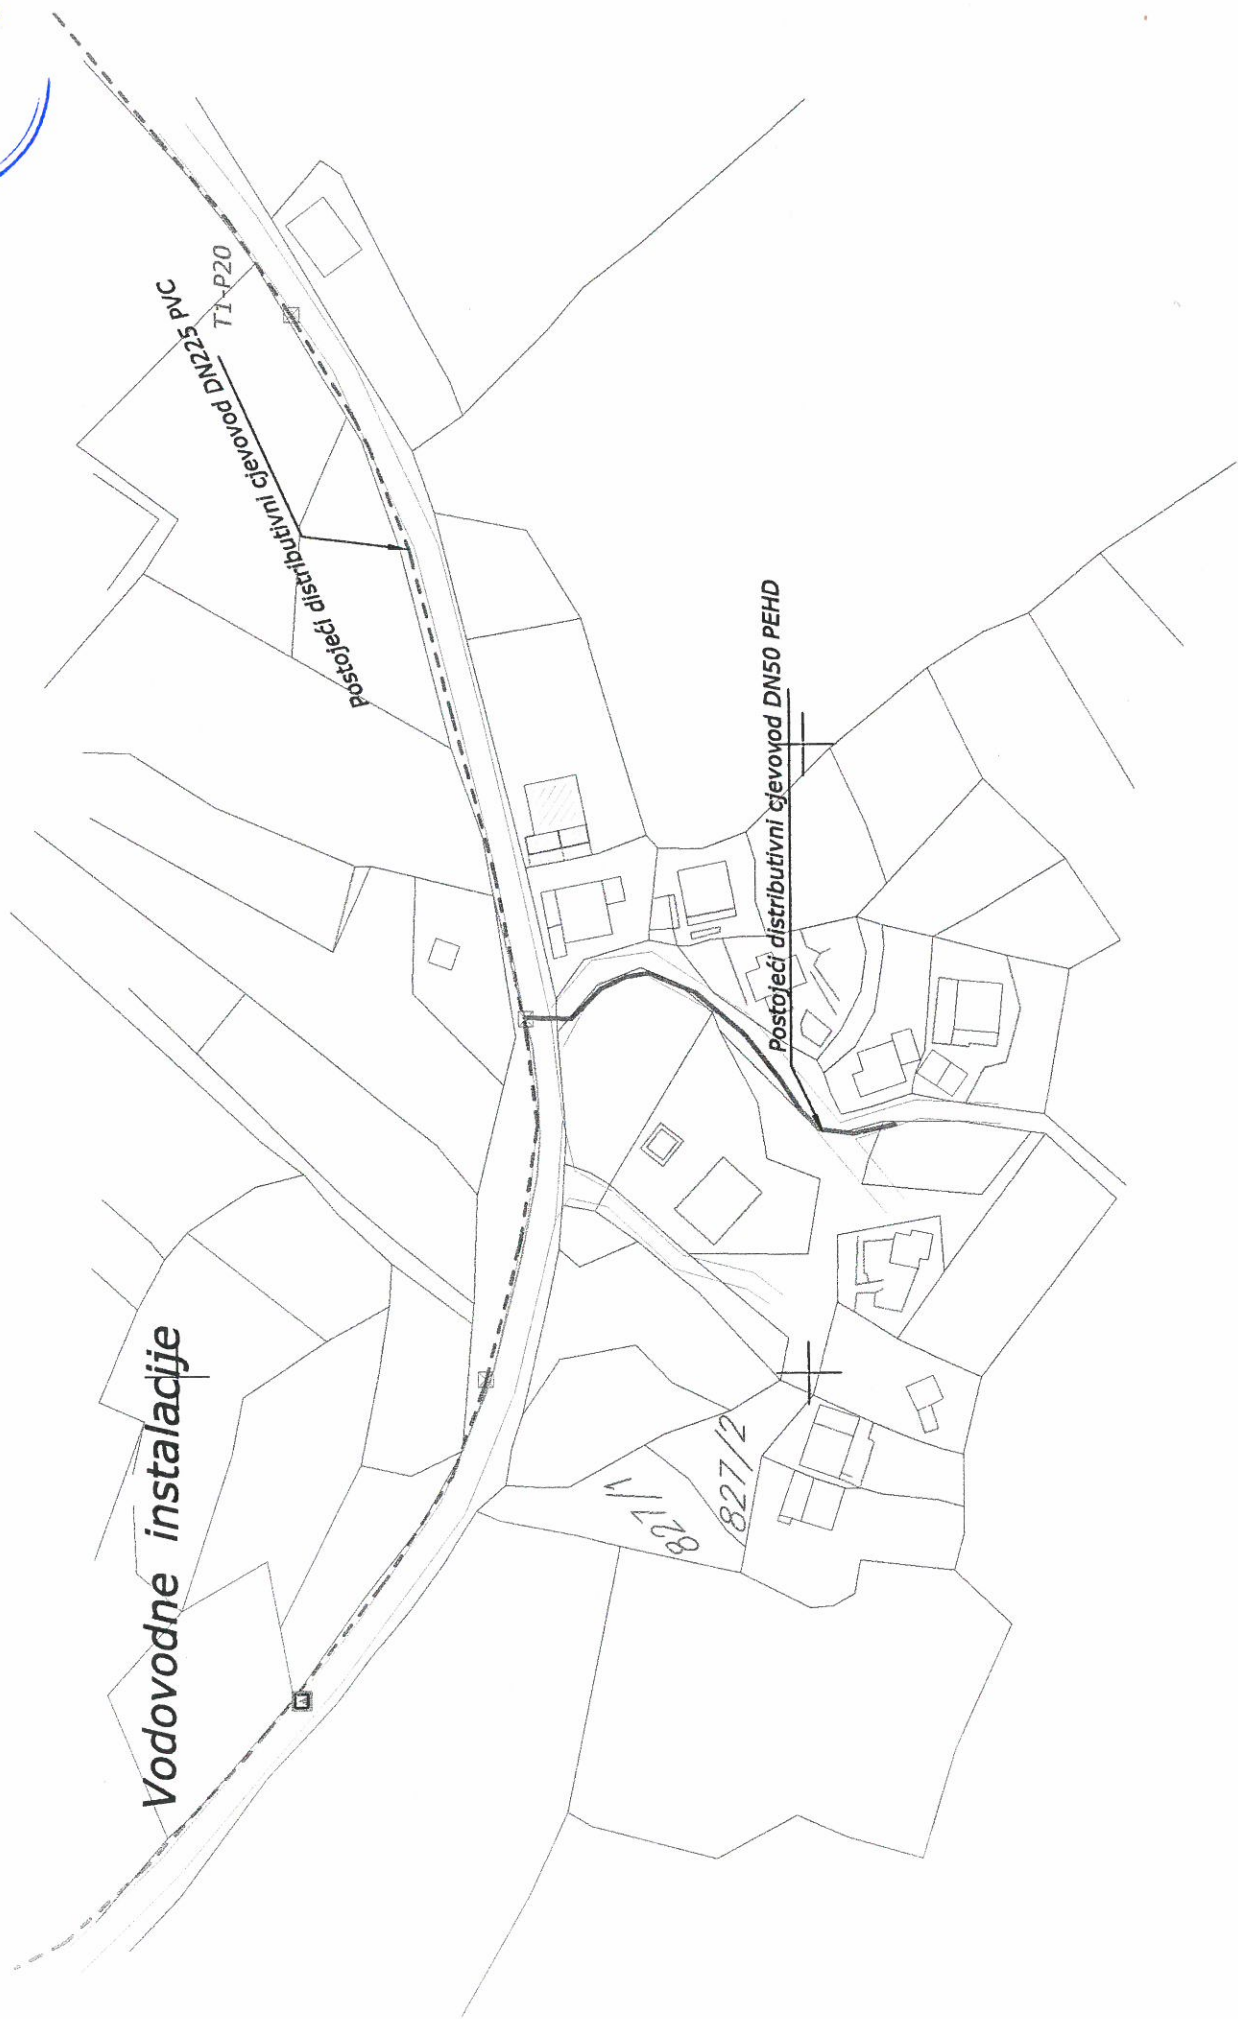 Vodovodne instalacije
Postojeći distributivni cjevovod DN225 PVC
T1-P20
Postojeći distributivni cjevovod DN50 PEHD
827/1
827/2